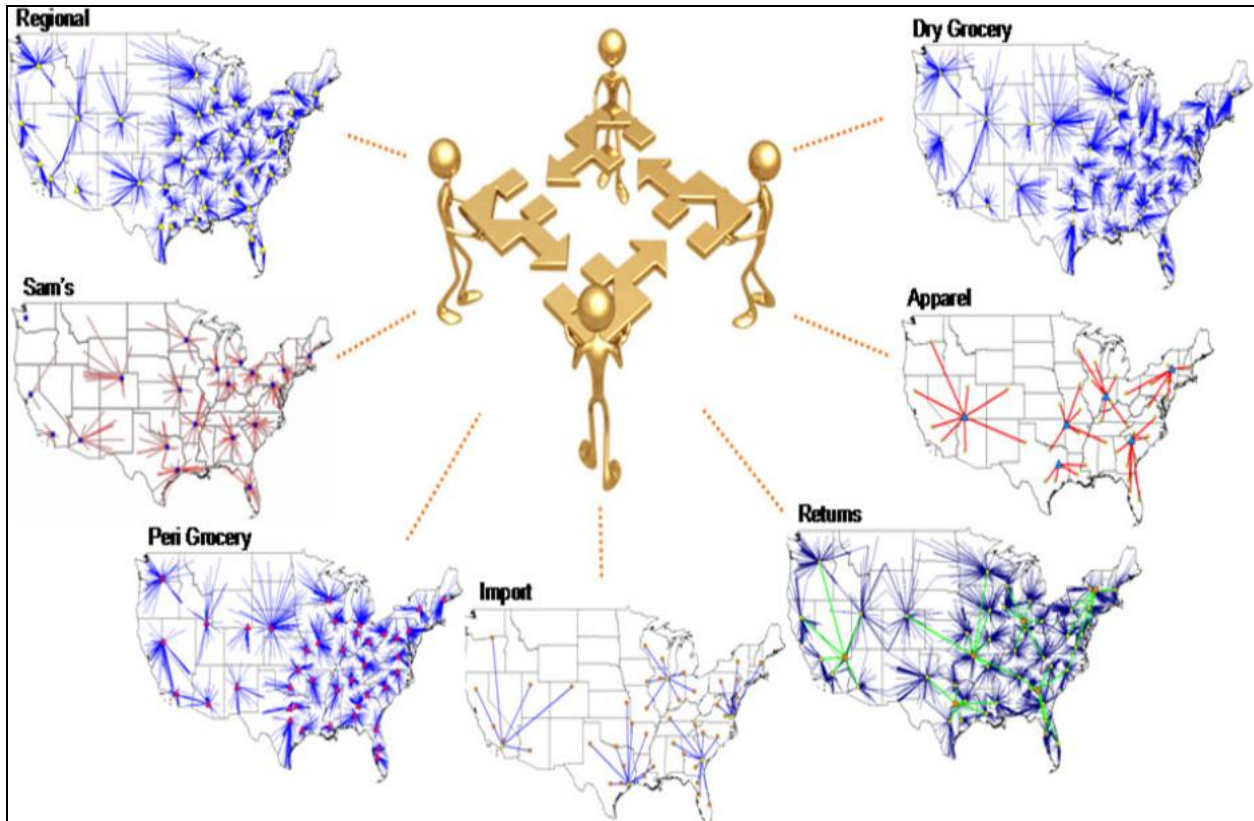 Regional
Dry Grocery
Sam's
Apparel
Peri Grocery
Import
Returns